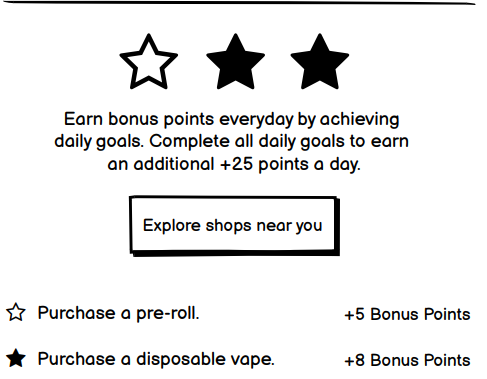 Earn bonus points everyday by achieving
daily goals. Complete all daily goals to earn
an additional +25 points a day.
Explore shops near you
Purchase a pre-roll. +5 Bonus Points
Purchase a disposable vape. +8 Bonus Points